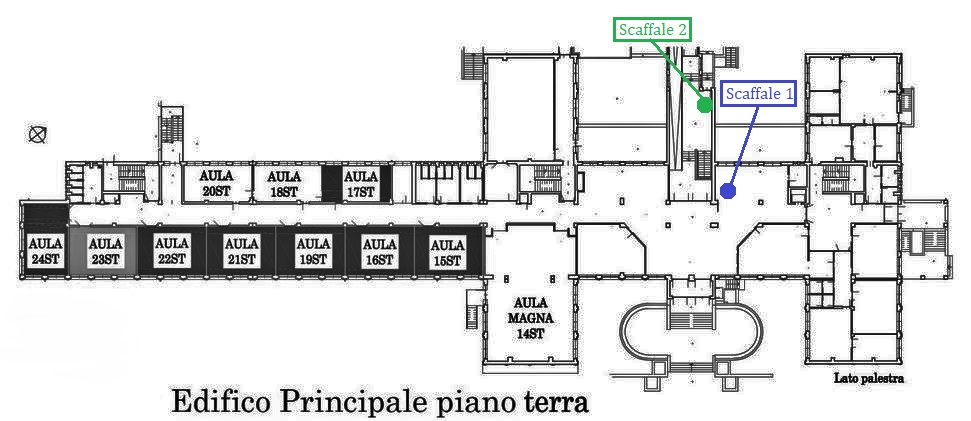 Scaffale 2
Scaffale 1
AULA
20ST
AULA
18ST
AULA
17ST
AULA
24ST
AULA
23ST
AULA
22ST
AULA
21ST
AULA
19ST
AULA
16ST
AULA
15ST
AULA
MAGNA
14ST
Lato palestra
Edifico Principale piano terra